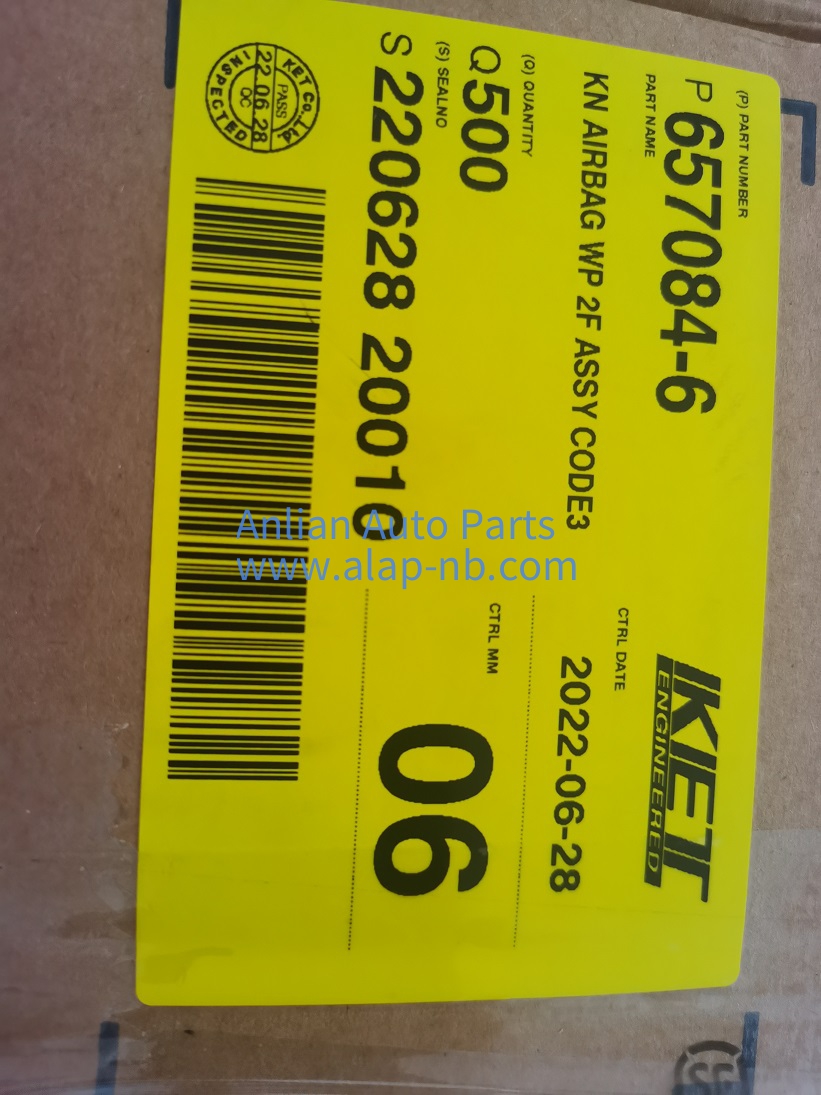 (P) PART NUMBER
P 657084-6
KET
ENGINEERED
PART NAME
KN AIRBAG WP 2F ASSY CODE3
CTRL DATE
2022-06-28
(Q) QUANTITY
Q 500
CTRL MM
06
(S) SEALNO
S 220628 20010
KET CO., 
PASS
22.06.28
QC
INSPECTED
Anlian Auto Parts
www.alap-nb.com